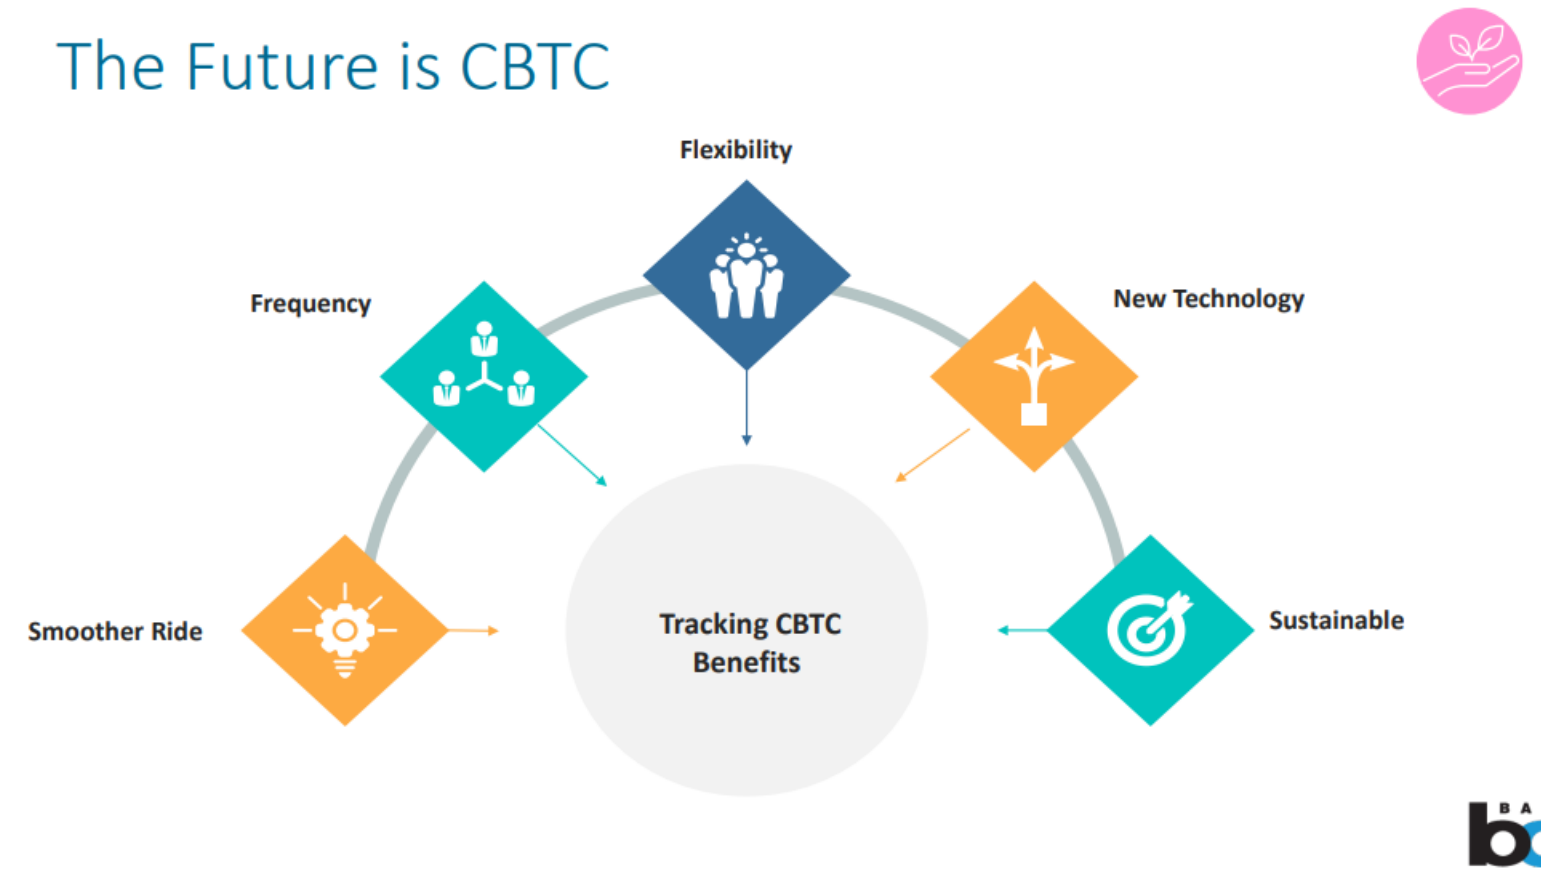 The Future is CBTC
Flexibility
Frequency
New Technology
Smoother Ride
Tracking CBTC
Benefits
Sustainable
B A
b